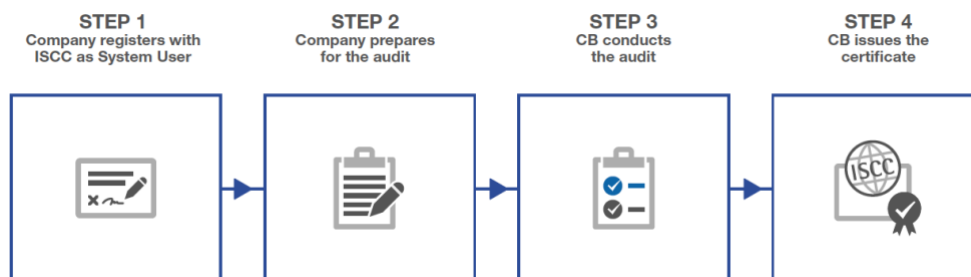 STEP 1
Company registers with
ISCC as System User
STEP 2
Company prepares
for the audit
STEP 3
CB conducts
the audit
STEP 4
CB issues the
certificate
ISCC